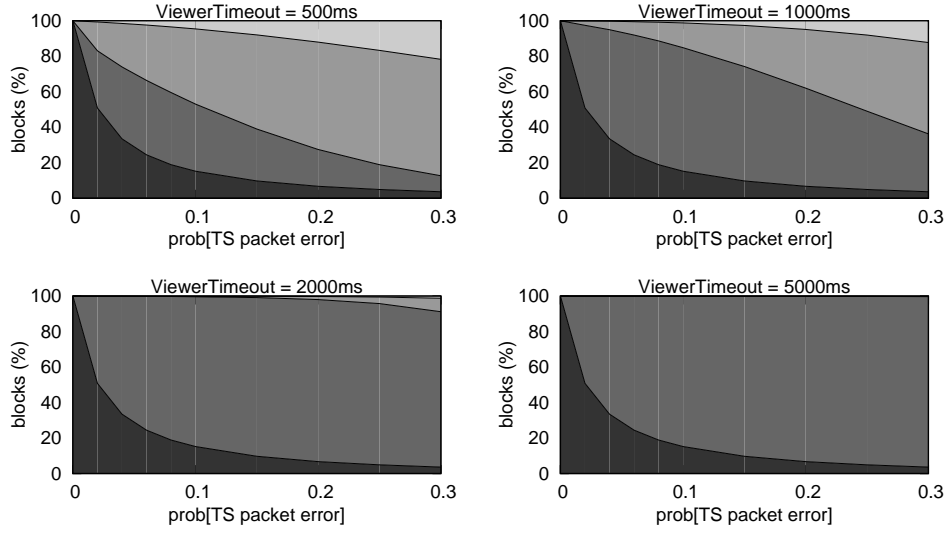 ViewerTimeout = 500ms
100
80
60
40
20
0
blocks (%)
0 0.1 0.2 0.3
prob[TS packet error]
ViewerTimeout = 1000ms
100
80
60
40
20
0
blocks (%)
0 0.1 0.2 0.3
prob[TS packet error]
ViewerTimeout = 2000ms
100
80
60
40
20
0
blocks (%)
0 0.1 0.2 0.3
prob[TS packet error]
ViewerTimeout = 5000ms
100
80
60
40
20
0
blocks (%)
0 0.1 0.2 0.3
prob[TS packet error]